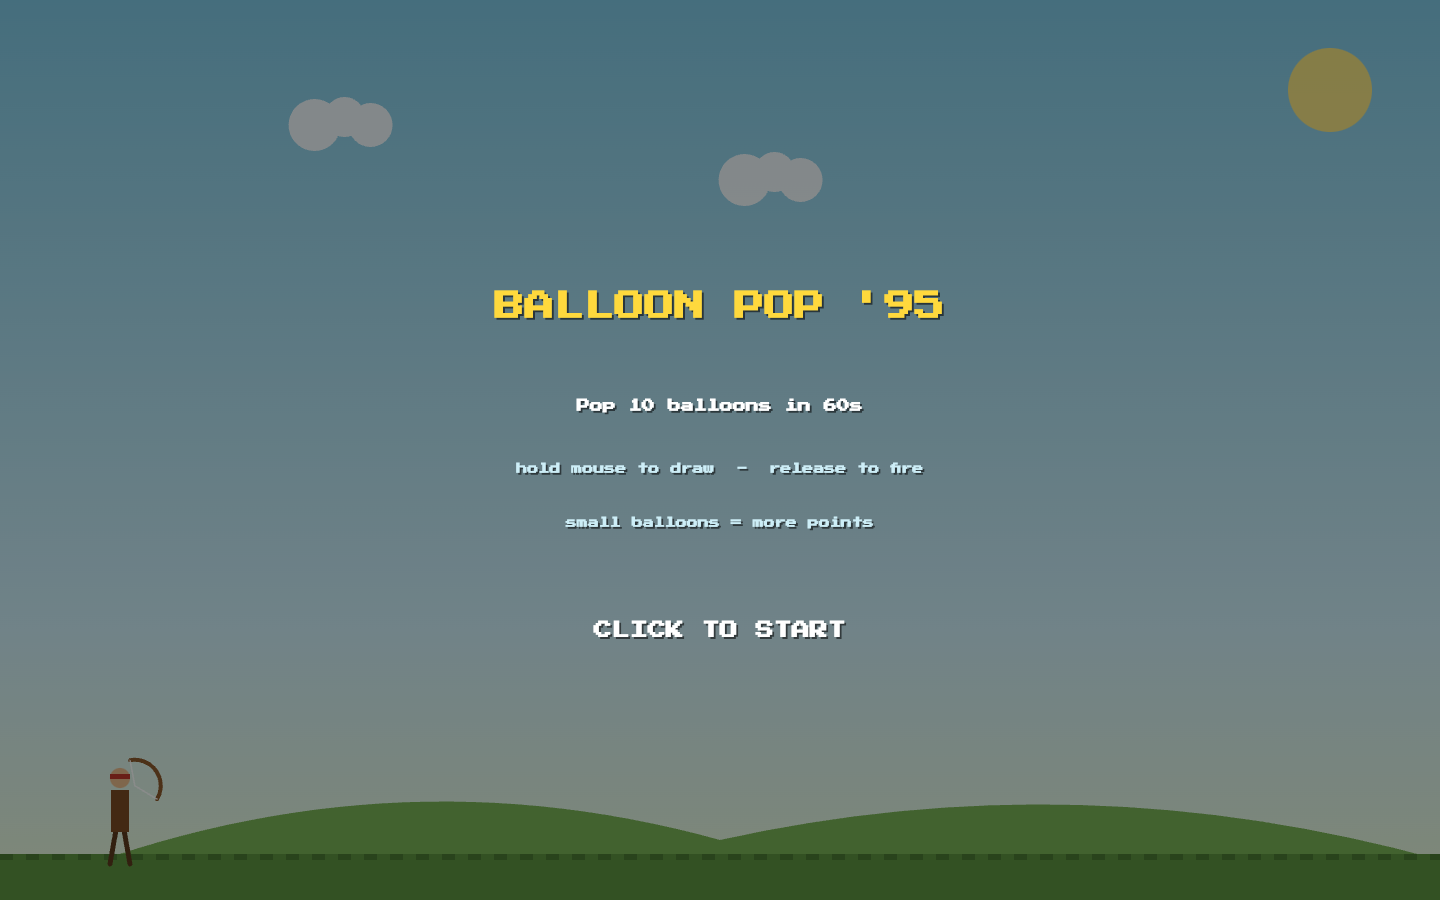 BALLOON POP '95
Pop 10 balloons in 60s
hold mouse to draw - release to fire
small balloons = more points
CLICK TO START